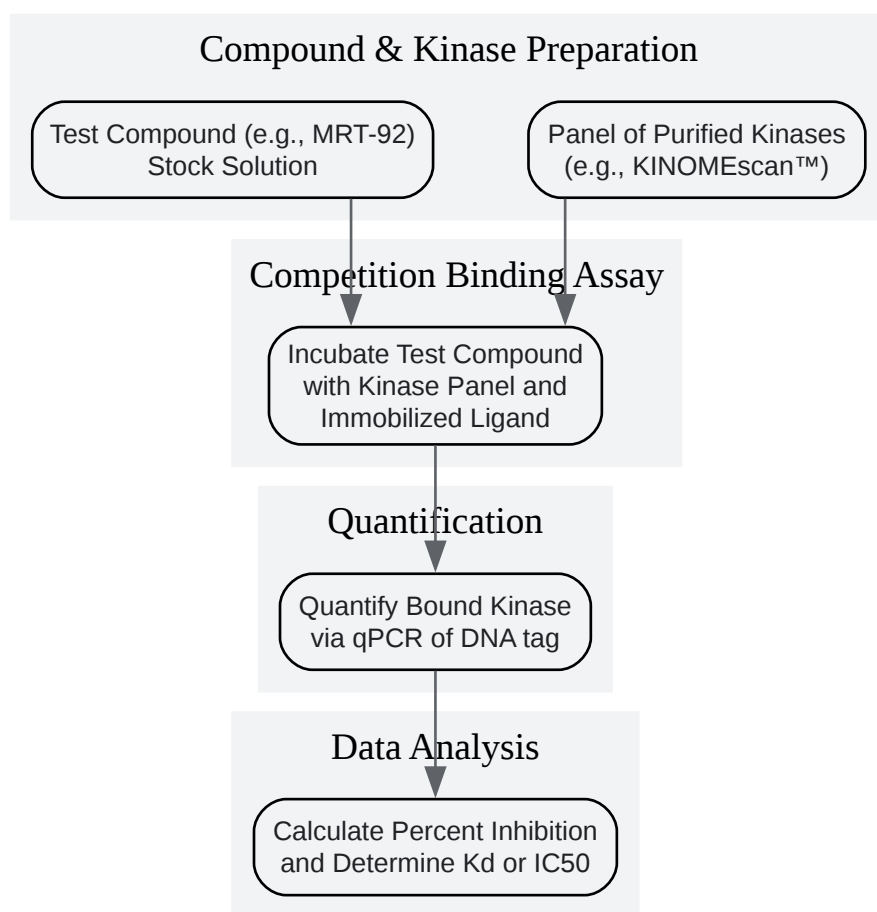 Compound & Kinase Preparation
Test Compound (e.g., MRT-92)
Stock Solution
Panel of Purified Kinases
(e.g., KINOMEscan™)
Competition Binding Assay
Incubate Test Compound
with Kinase Panel and
Immobilized Ligand
Quantification
Quantify Bound Kinase
via qPCR of DNA tag
Data Analysis
Calculate Percent Inhibition
and Determine Kd or IC50